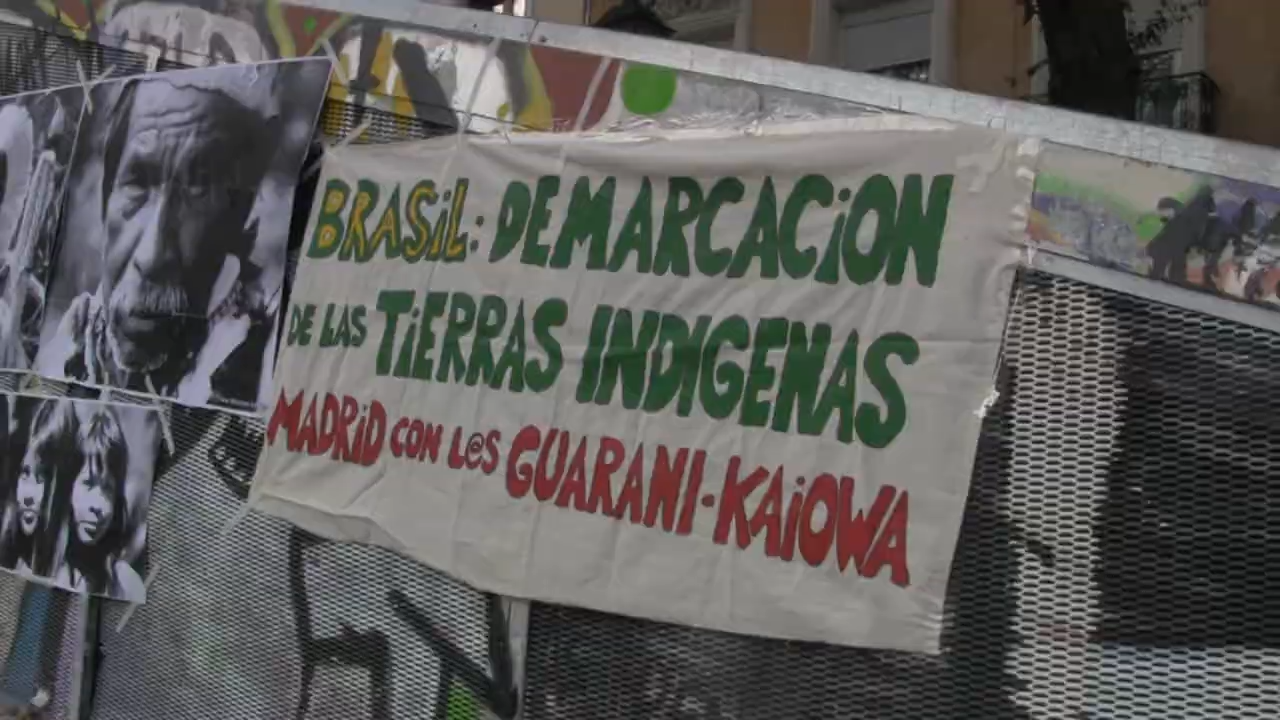 BRASiL: DEMARCACiON
DE LAS TiERRAS INDIGENAS
MADRiD CON L@S GUARANI-KAiOWA